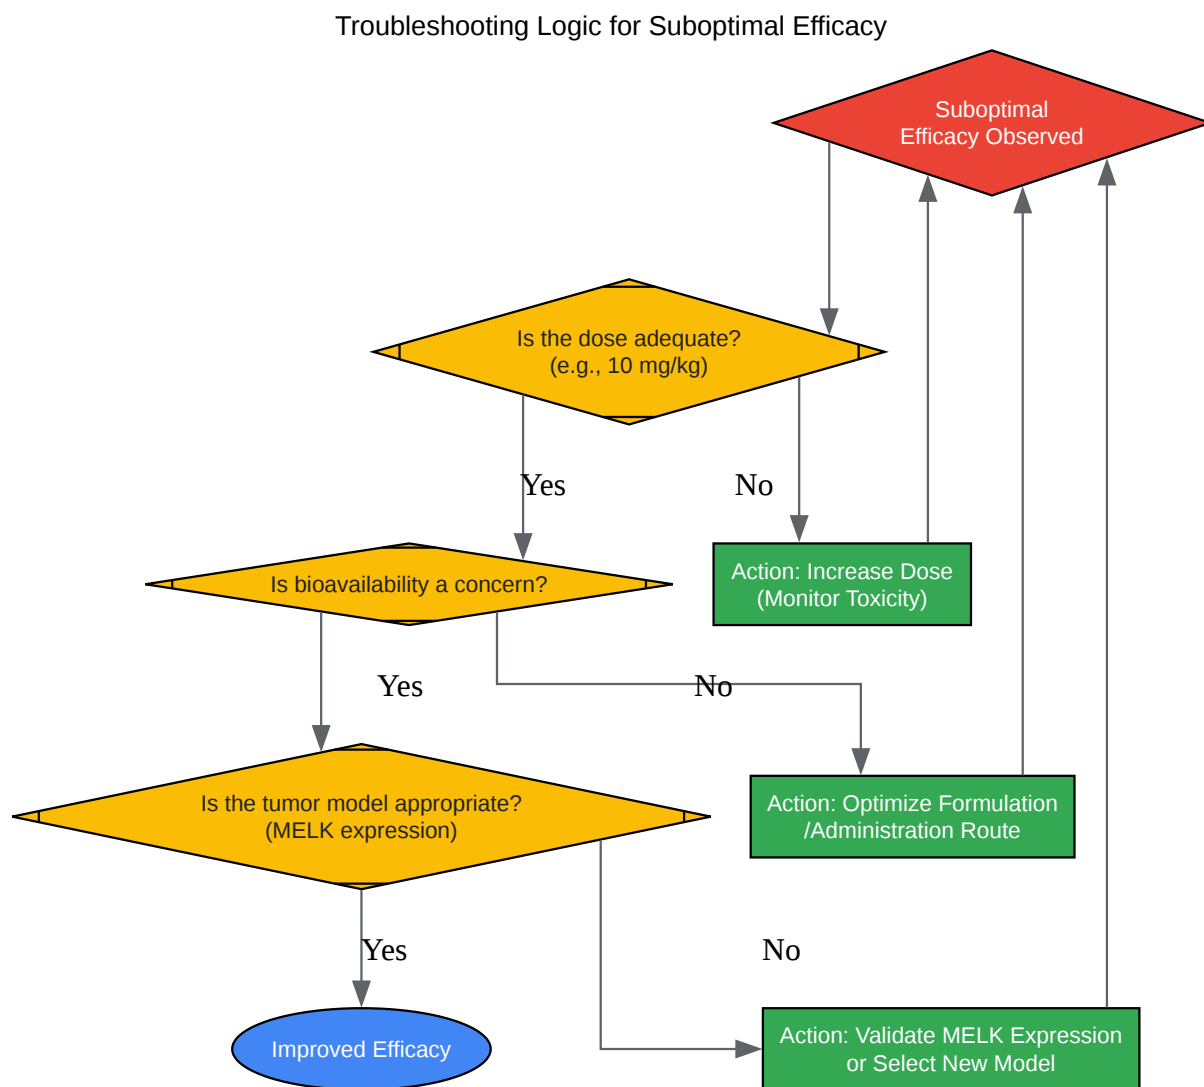 Troubleshooting Logic for Suboptimal Efficacy
Suboptimal
Efficacy Observed
Is the dose adequate?
(e.g., 10 mg/kg)
Yes
No
Is bioavailability a concern?
Action: Increase Dose
(Monitor Toxicity)
Yes
No
Is the tumor model appropriate?
(MELK expression)
Action: Optimize Formulation
/Administration Route
Yes
No
Improved Efficacy
Action: Validate MELK Expression
or Select New Model